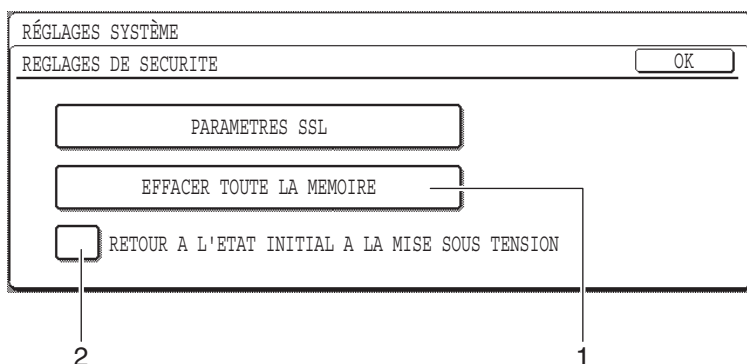 RÉGLAGES SYSTÈME
REGLAGES DE SECURITE
OK
PARAMETRES SSL
EFFACER TOUTE LA MEMOIRE
RETOUR A L'ETAT INITIAL A LA MISE SOUS TENSION
2
1